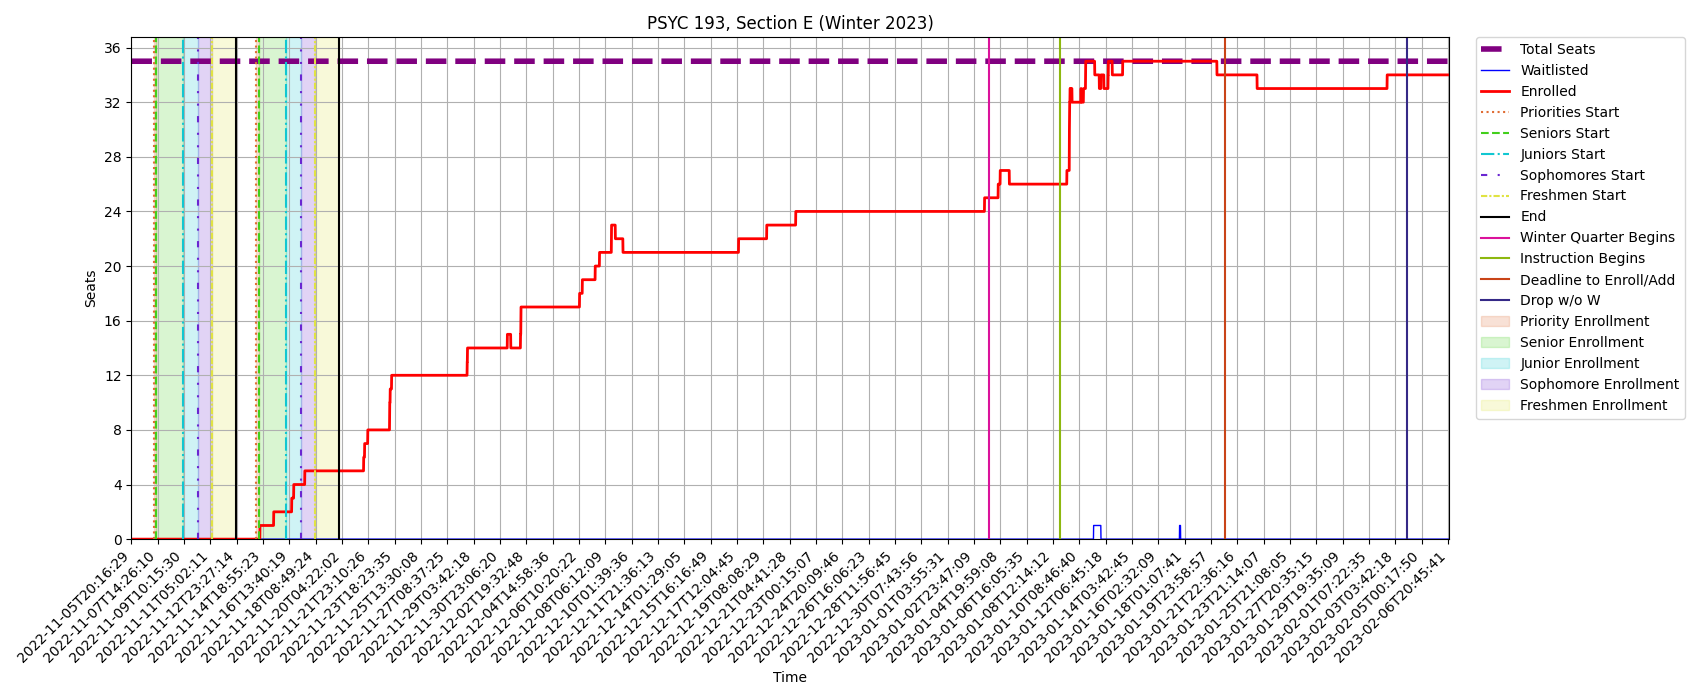 PSYC 193, Section E (Winter 2023)
Seats
36
32
28
24
20
16
12
8
4
0
2022-11-05T20:16:29
2022-11-07T14:26:10
2022-11-09T10:15:30
2022-11-11T05:02:11
2022-11-12T23:27:14
2022-11-14T18:55:23
2022-11-16T13:40:19
2022-11-18T08:49:24
2022-11-20T04:22:02
2022-11-21T23:10:26
2022-11-23T18:23:35
2022-11-25T13:30:08
2022-11-27T08:37:25
2022-11-29T03:42:18
2022-11-30T23:06:20
2022-12-02T19:32:48
2022-12-04T14:58:36
2022-12-06T10:20:22
2022-12-08T06:12:09
2022-12-10T01:39:36
2022-12-11T21:36:13
2022-12-14T01:29:05
2022-12-15T16:16:49
2022-12-17T12:04:45
2022-12-19T08:08:29
2022-12-21T04:41:28
2022-12-23T00:15:07
2022-12-24T20:09:46
2022-12-26T16:06:23
2022-12-28T11:56:45
2022-12-30T07:43:56
2023-01-01T03:55:31
2023-01-02T23:47:09
2023-01-04T19:59:08
2023-01-06T16:05:35
2023-01-08T12:14:12
2023-01-10T08:46:40
2023-01-12T06:45:18
2023-01-14T03:42:45
2023-01-16T02:32:09
2023-01-18T01:07:41
2023-01-19T23:58:57
2023-01-21T22:36:16
2023-01-23T21:14:07
2023-01-25T21:08:05
2023-01-27T20:35:15
2023-01-29T19:35:09
2023-02-01T07:22:35
2023-02-03T03:42:18
2023-02-05T00:17:50
2023-02-06T20:45:41
Time
Total Seats
Waitlisted
Enrolled
Priorities Start
Seniors Start
Juniors Start
Sophomores Start
Freshmen Start
End
Winter Quarter Begins
Instruction Begins
Deadline to Enroll/Add
Drop w/o W
Priority Enrollment
Senior Enrollment
Junior Enrollment
Sophomore Enrollment
Freshmen Enrollment